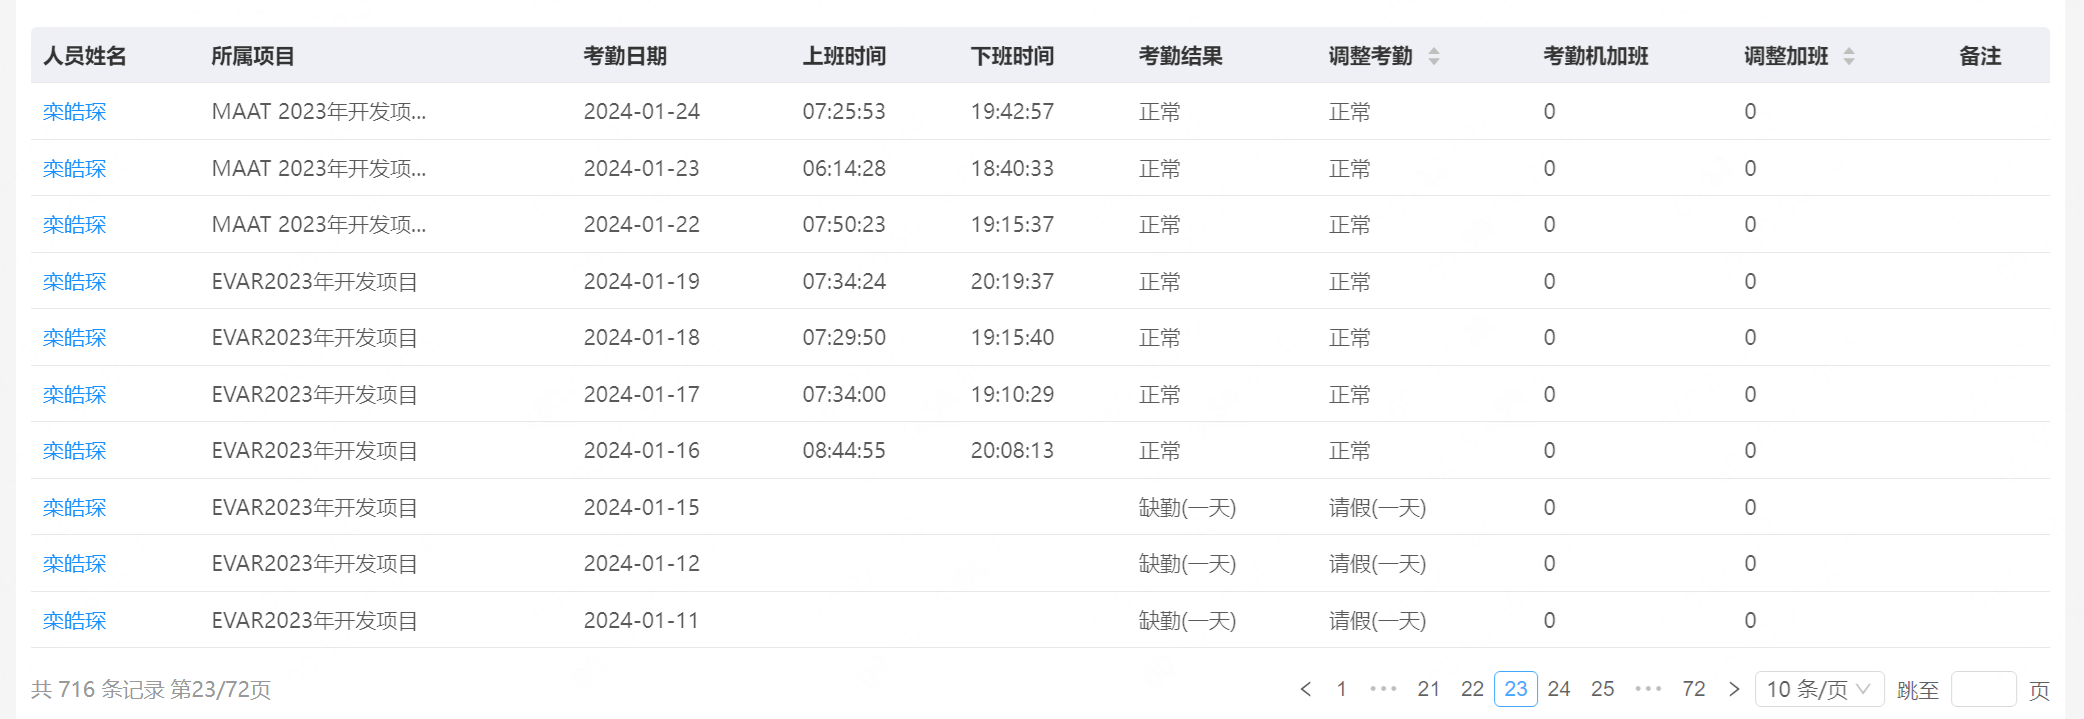 人员姓名 所属项目 考勤日期 上班时间 下班时间 考勤结果 调整考勤 考勤机加班 调整加班 备注
栾皓琛 MAAT 2023年开发项... 2024-01-24 07:25:53 19:42:57 正常 正常 0 0
栾皓琛 MAAT 2023年开发项... 2024-01-23 06:14:28 18:40:33 正常 正常 0 0
栾皓琛 MAAT 2023年开发项... 2024-01-22 07:50:23 19:15:37 正常 正常 0 0
栾皓琛 EVAR2023年开发项目 2024-01-19 07:34:24 20:19:37 正常 正常 0 0
栾皓琛 EVAR2023年开发项目 2024-01-18 07:29:50 19:15:40 正常 正常 0 0
栾皓琛 EVAR2023年开发项目 2024-01-17 07:34:00 19:10:29 正常 正常 0 0
栾皓琛 EVAR2023年开发项目 2024-01-16 08:44:55 20:08:13 正常 正常 0 0
栾皓琛 EVAR2023年开发项目 2024-01-15 缺勤(一天) 请假(一天) 0 0
栾皓琛 EVAR2023年开发项目 2024-01-12 缺勤(一天) 请假(一天) 0 0
栾皓琛 EVAR2023年开发项目 2024-01-11 缺勤(一天) 请假(一天) 0 0
共 716 条记录 第23/72页 < 1 ••• 21 22 23 24 25 ••• 72 > 10 条/页 跳至 页